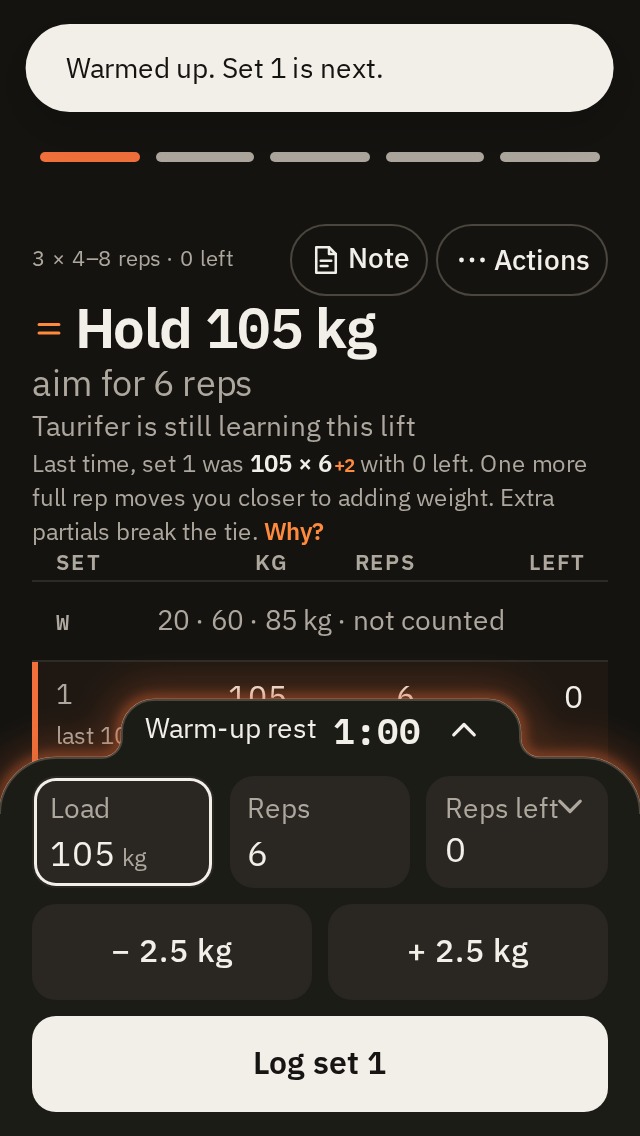 Warmed up. Set 1 is next.
3 × 4–8 reps · 0 left
Note
··· Actions
= Hold 105 kg
aim for 6 reps
Taurifer is still learning this lift
Last time, set 1 was 105 × 6 +2 with 0 left. One more
full rep moves you closer to adding weight. Extra
partials break the tie. Why?
SET KG REPS LEFT
W 20 · 60 · 85 kg · not counted
1 105 6 0
last 10
Warm-up rest 1:00
Load Reps Reps left
105 kg 6 0
− 2.5 kg + 2.5 kg
Log set 1